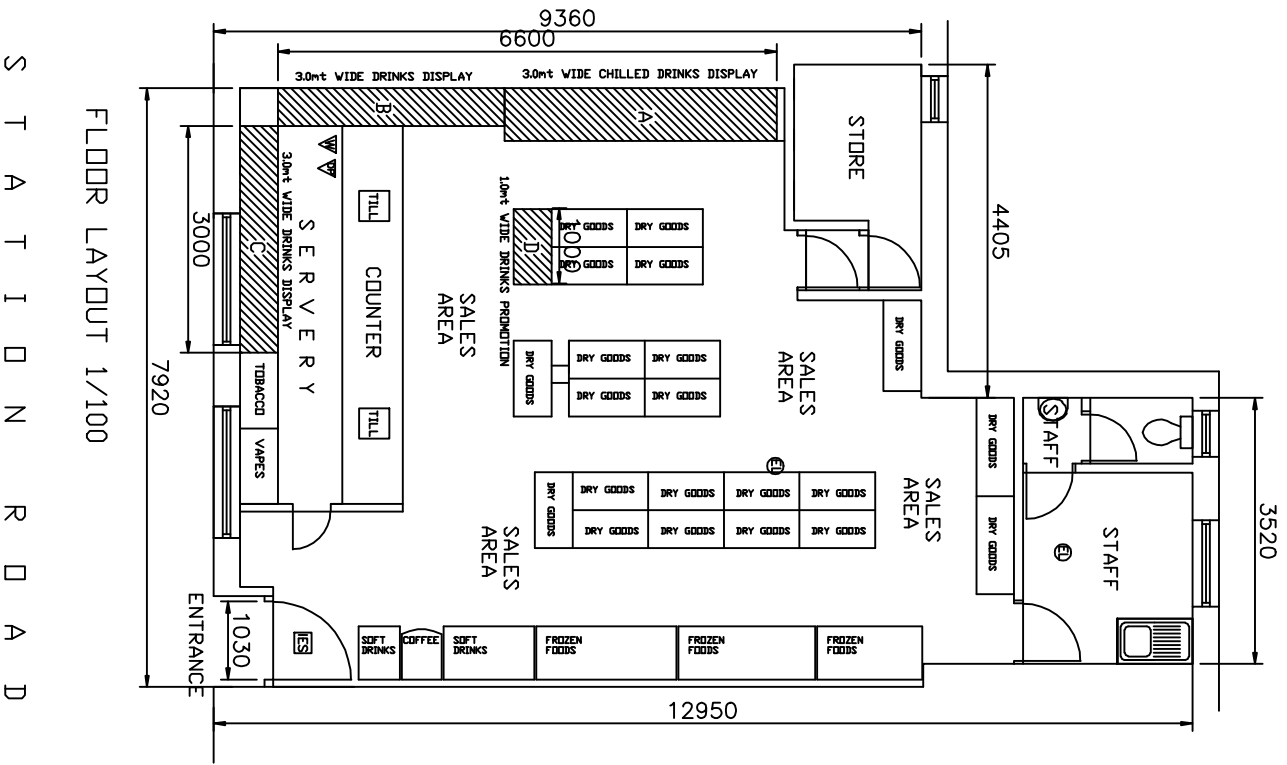 STATION ROAD
FLOOR LAYOUT 1/100
9360
6600
3.0mt WIDE DRINKS DISPLAY
3.0mt WIDE CHILLED DRINKS DISPLAY
B
A
STORE
4405
3000
C
3.0mt WIDE DRINKS DISPLAY
W
DF
SERVERY
TILL
COUNTER
TILL
TOBACCO
VAPES
7920
1.0mt WIDE DRINKS PROMOTION
D
1000
DRY GOODS
DRY GOODS
DRY GOODS
DRY GOODS
SALES
AREA
DRY GOODS
DRY GOODS
DRY GOODS
DRY GOODS
DRY GOODS
SALES
AREA
DRY GOODS
DRY GOODS
DRY GOODS
STAFF
STAFF
EL
3520
EL
DRY GOODS
DRY GOODS
DRY GOODS
DRY GOODS
DRY GOODS
DRY GOODS
DRY GOODS
DRY GOODS
DRY GOODS
SALES
AREA
SALES
AREA
ENTRANCE
1030
IES
SOFT
DRINKS
COFFEE
SOFT
DRINKS
FROZEN
FOODS
FROZEN
FOODS
FROZEN
FOODS
12950